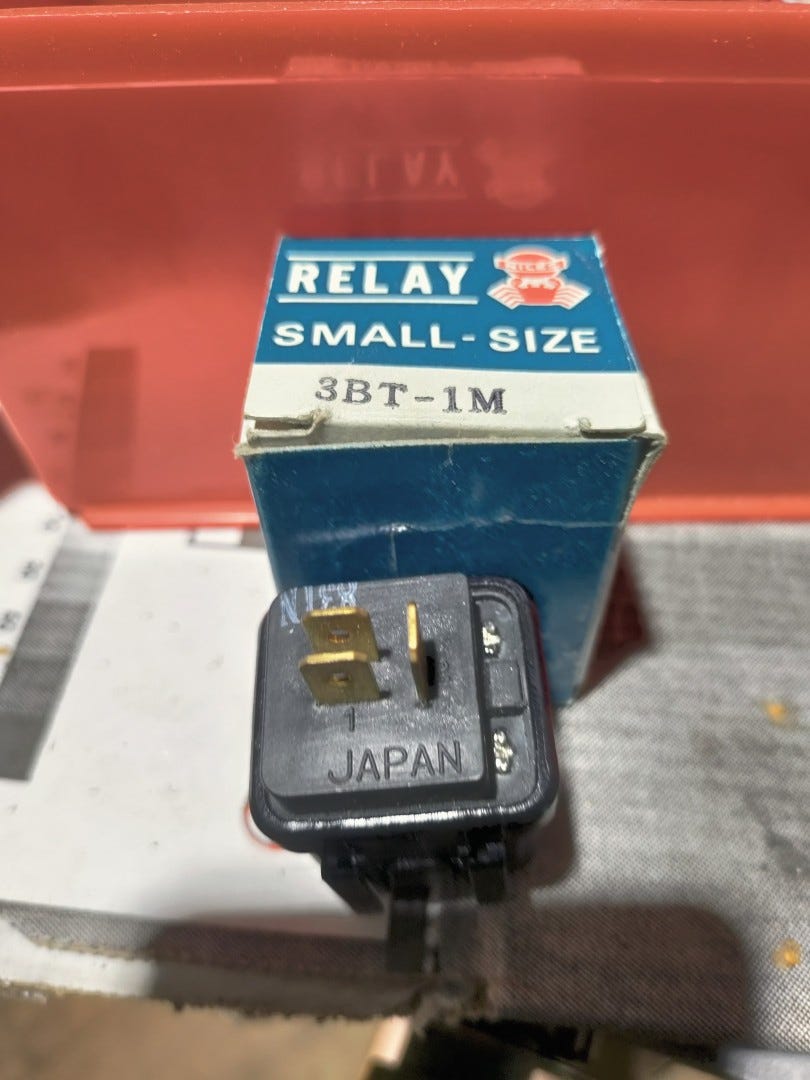 RELAY
SMALL-SIZE
3BT-1M
1
JAPAN